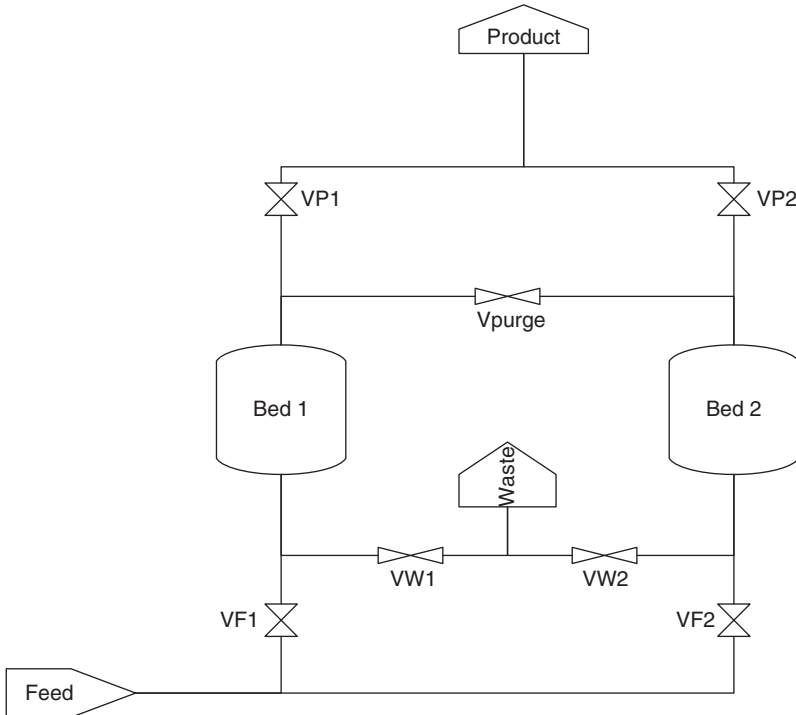 Product
VP1
VP2
Vpurge
Bed 1
Bed 2
Waste
VW1
VW2
VF1
VF2
Feed